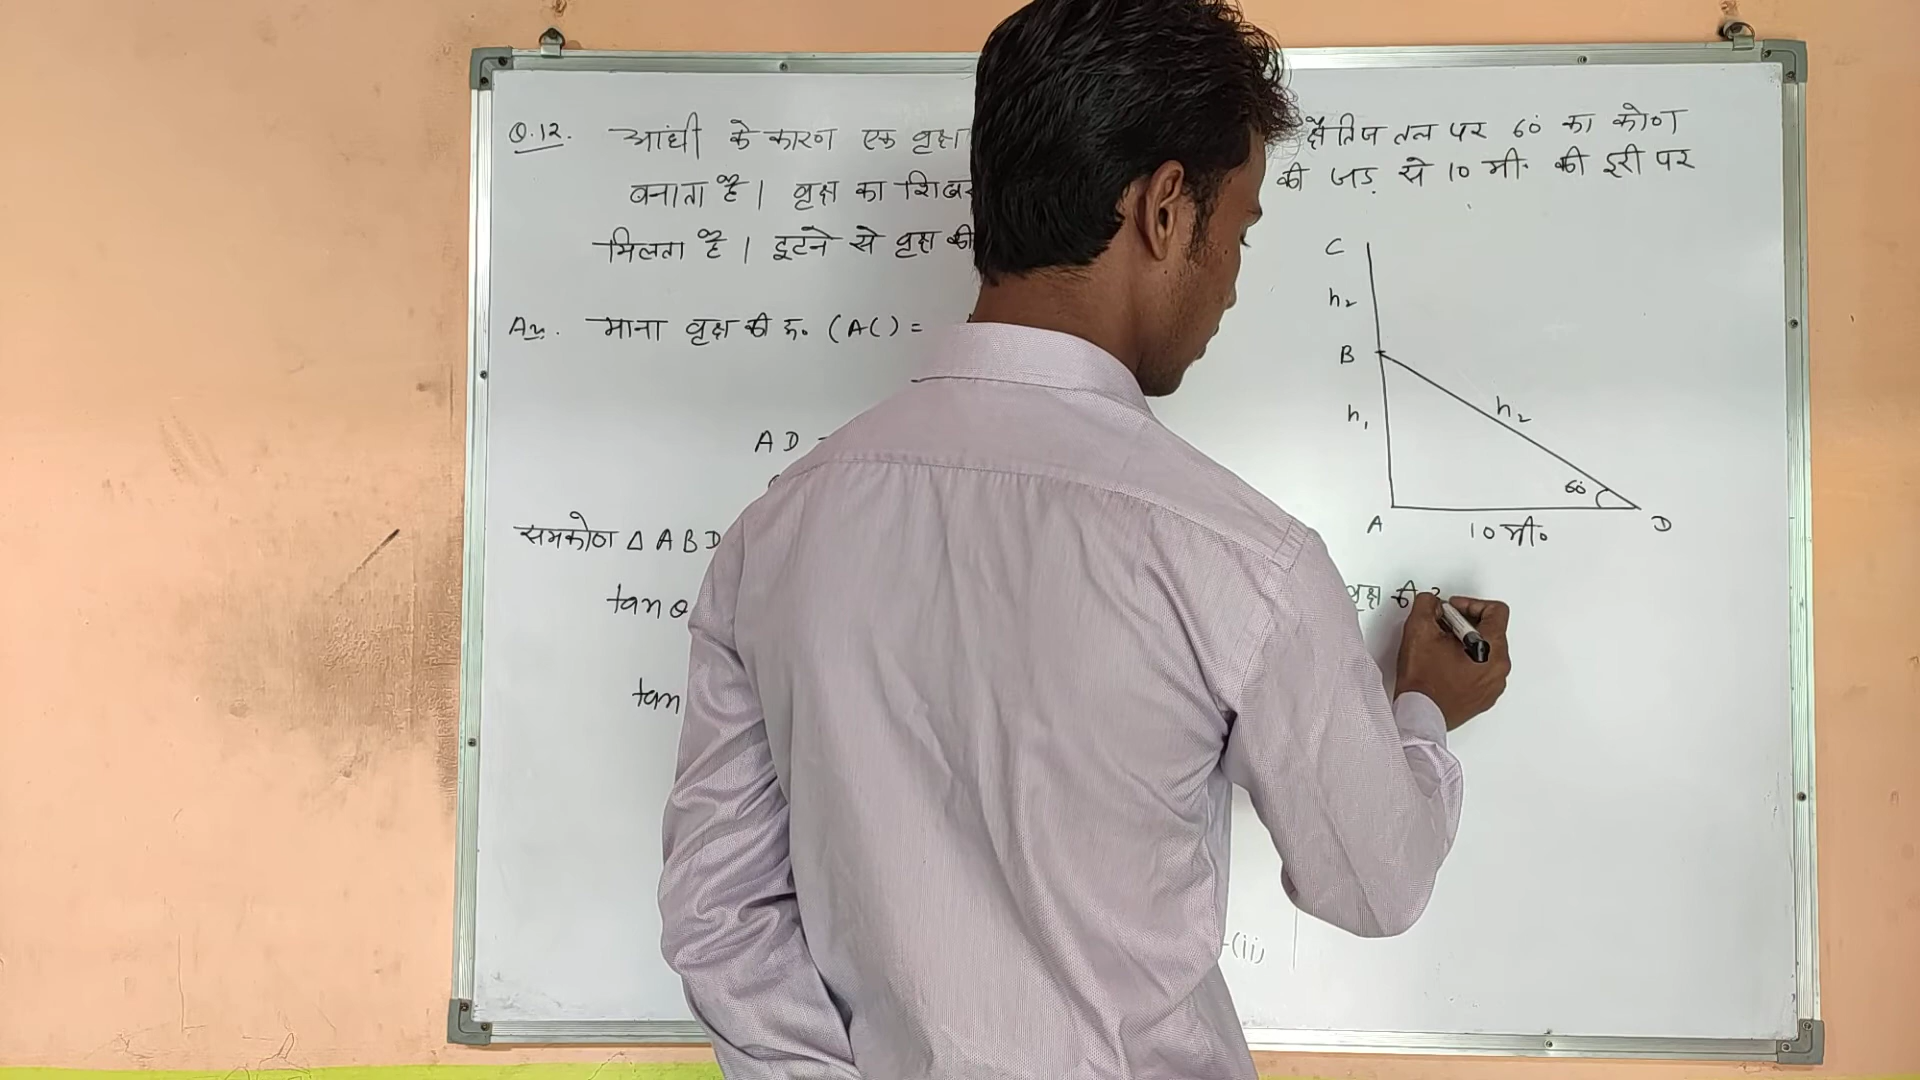 Q.12. आंधी के कारण एक वृक्ष क्षैतिज तल पर 60° का कोण
बनाता है। वृक्ष का शिखर की जड़ से 10 मी॰ की दूरी पर
मिलता है। टूटने से वृक्ष की
C
h₂
B
h₁
h₂
60°
A
10 मी॰
D
Ans. माना वृक्ष की ऊ॰ (AC) =
AD =
समकोण Δ ABD
tan θ
tan
वृक्ष की
-(ii)